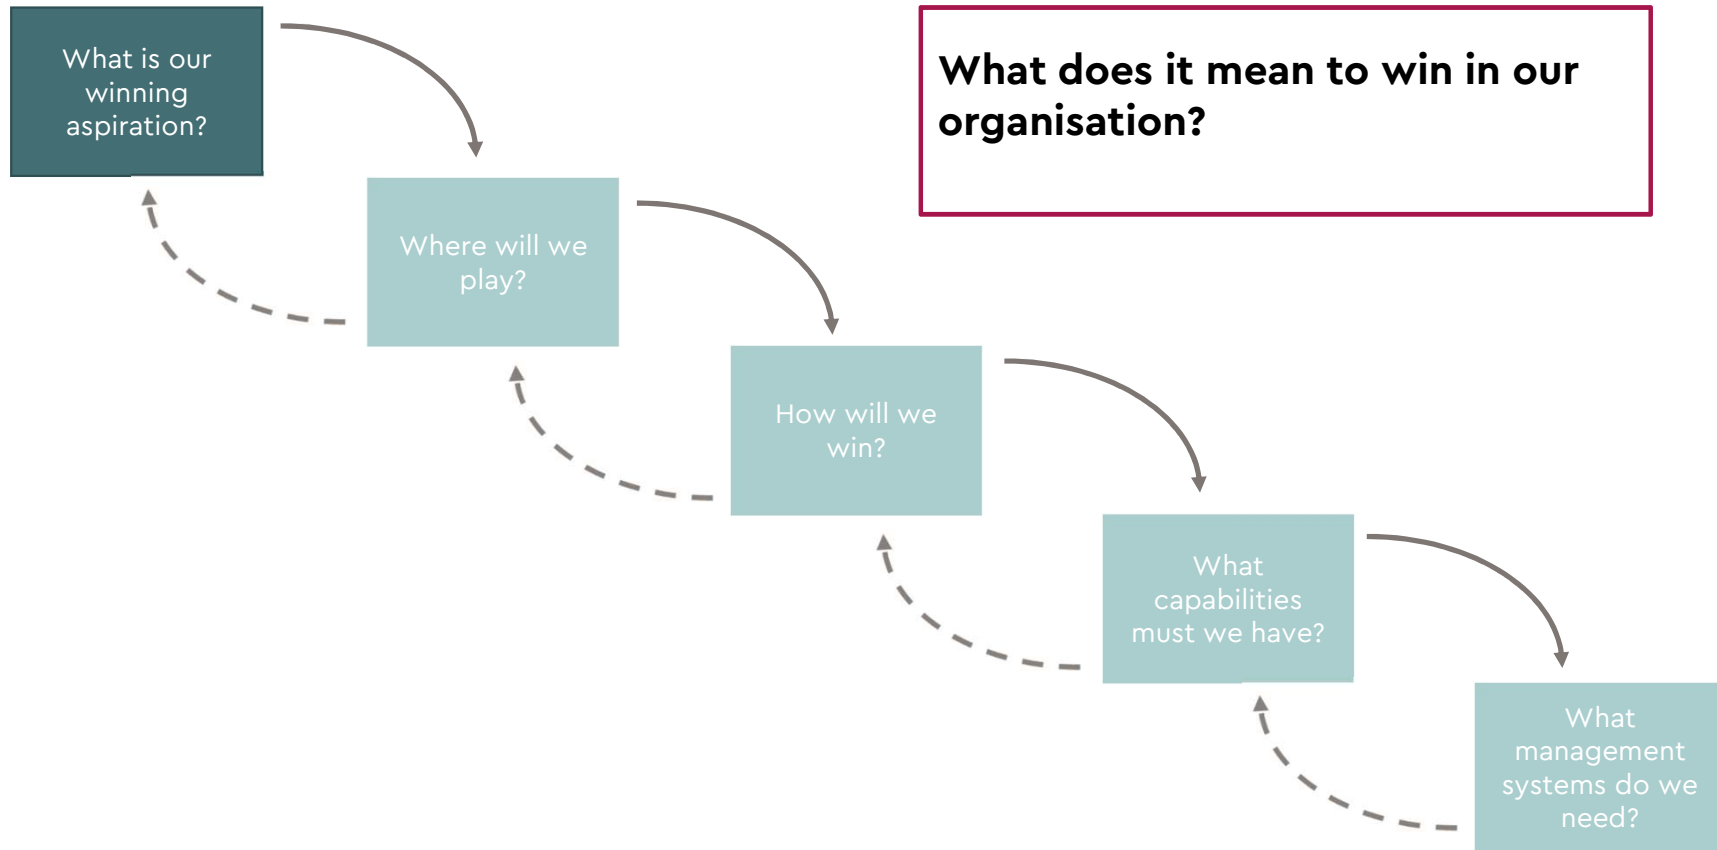 What is our
winning
aspiration?
What does it mean to win in our
organisation?
Where will we
play?
How will we
win?
What
capabilities
must we have?
What
management
systems do we
need?